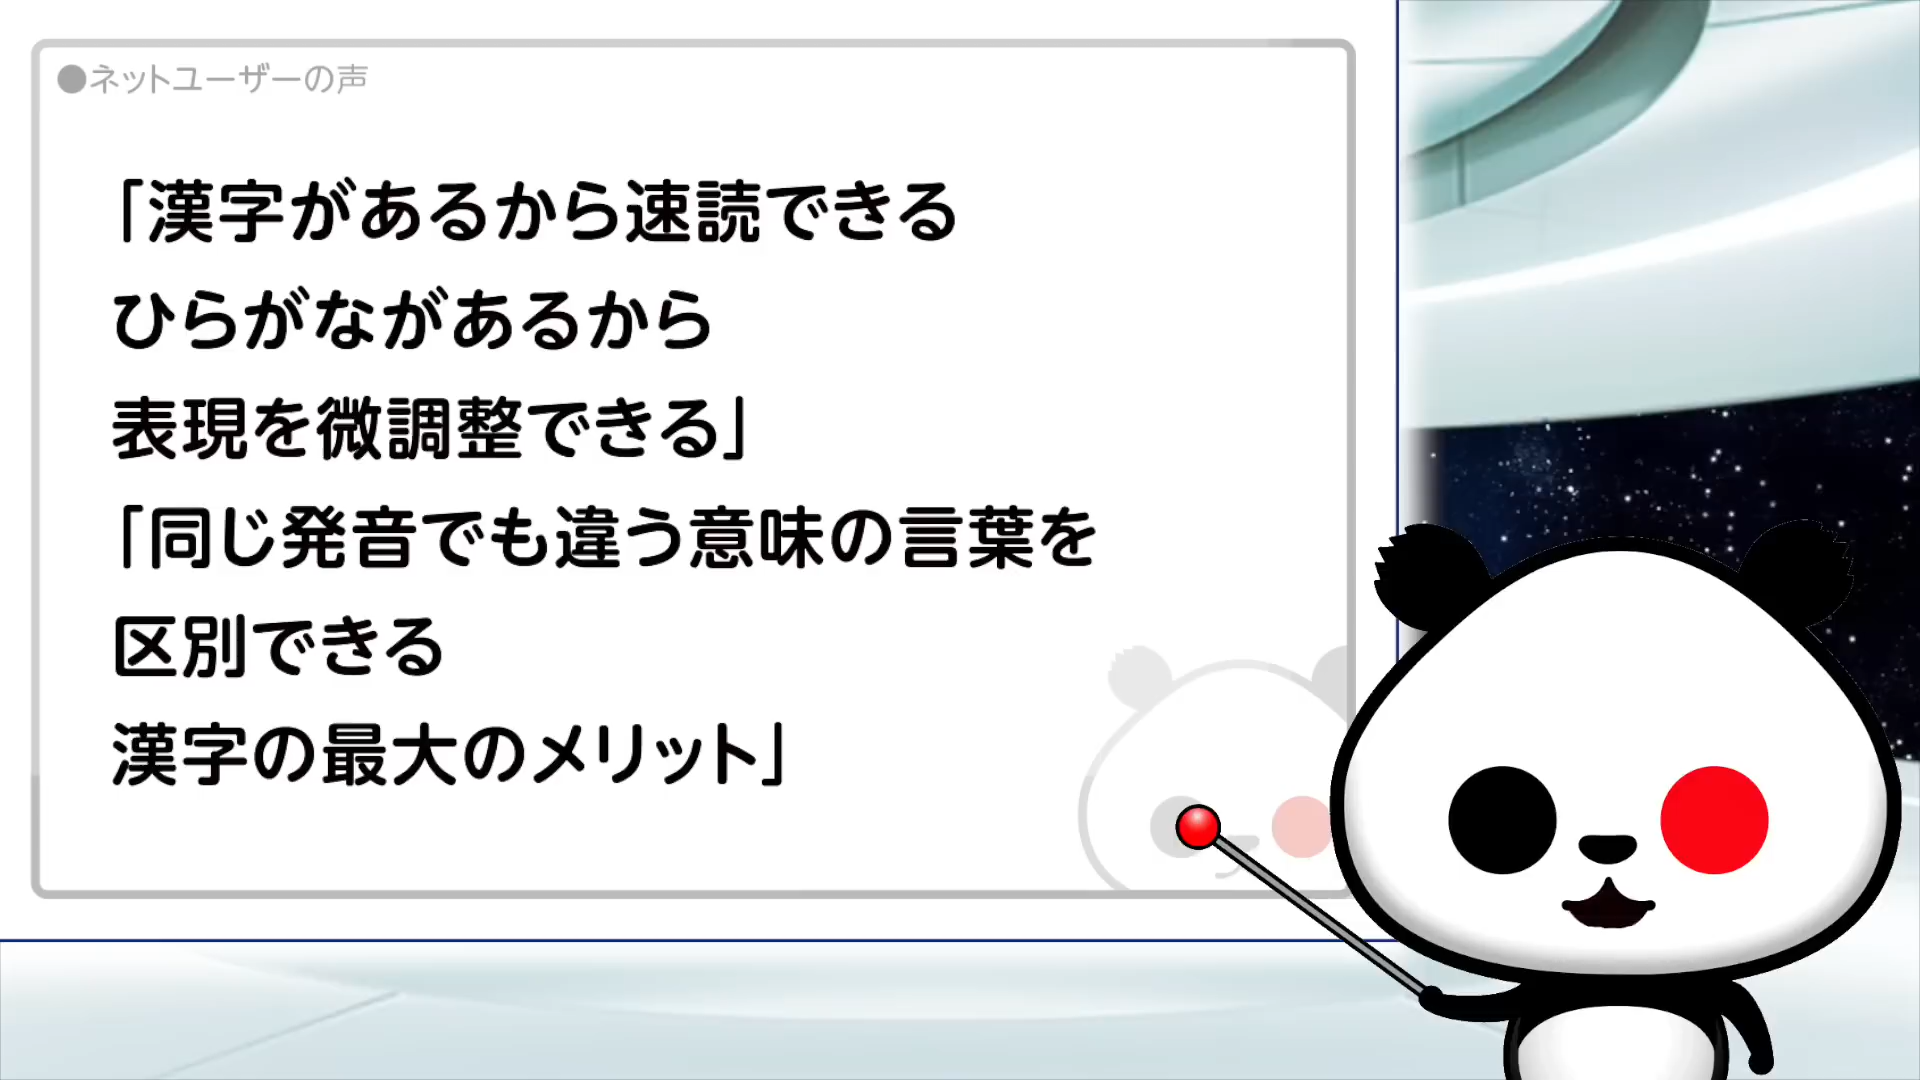 ●ネットユーザーの声
「漢字があるから速読できる
ひらがながあるから
表現を微調整できる」
「同じ発音でも違う意味の言葉を
区別できる
漢字の最大のメリット」